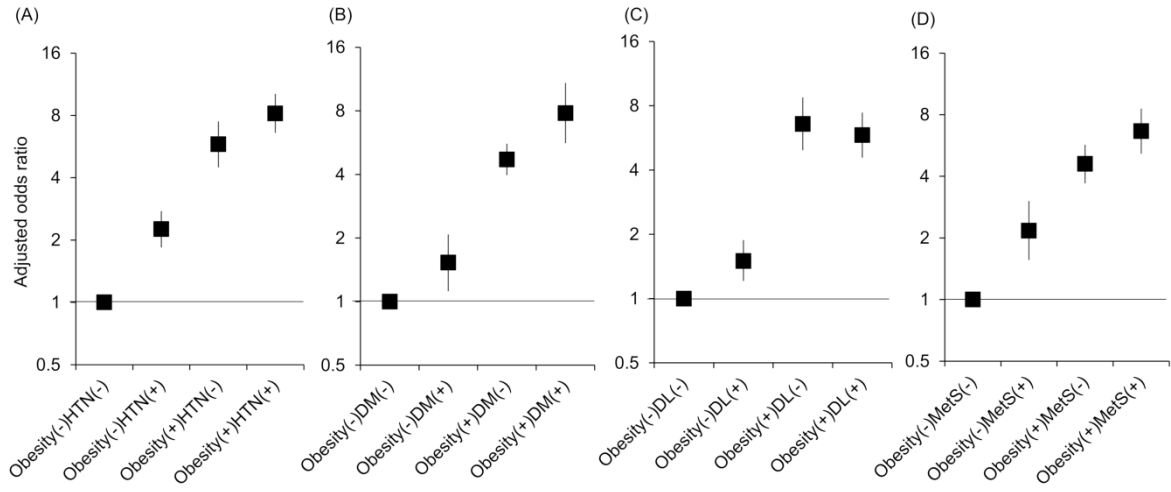 (A)
(B)
(C)
(D)
Adjusted odds ratio
16
8
4
2
1
0.5
Obesity(-)HTN(-)
Obesity(-)HTN(+)
Obesity(+)HTN(-)
Obesity(+)HTN(+)
16
8
4
2
1
0.5
Obesity(-)DM(-)
Obesity(-)DM(+)
Obesity(+)DM(-)
Obesity(+)DM(+)
16
8
4
2
1
0.5
Obesity(-)DL(-)
Obesity(-)DL(+)
Obesity(+)DL(-)
Obesity(+)DL(+)
16
8
4
2
1
0.5
Obesity(-)MetS(-)
Obesity(-)MetS(+)
Obesity(+)MetS(-)
Obesity(+)MetS(+)